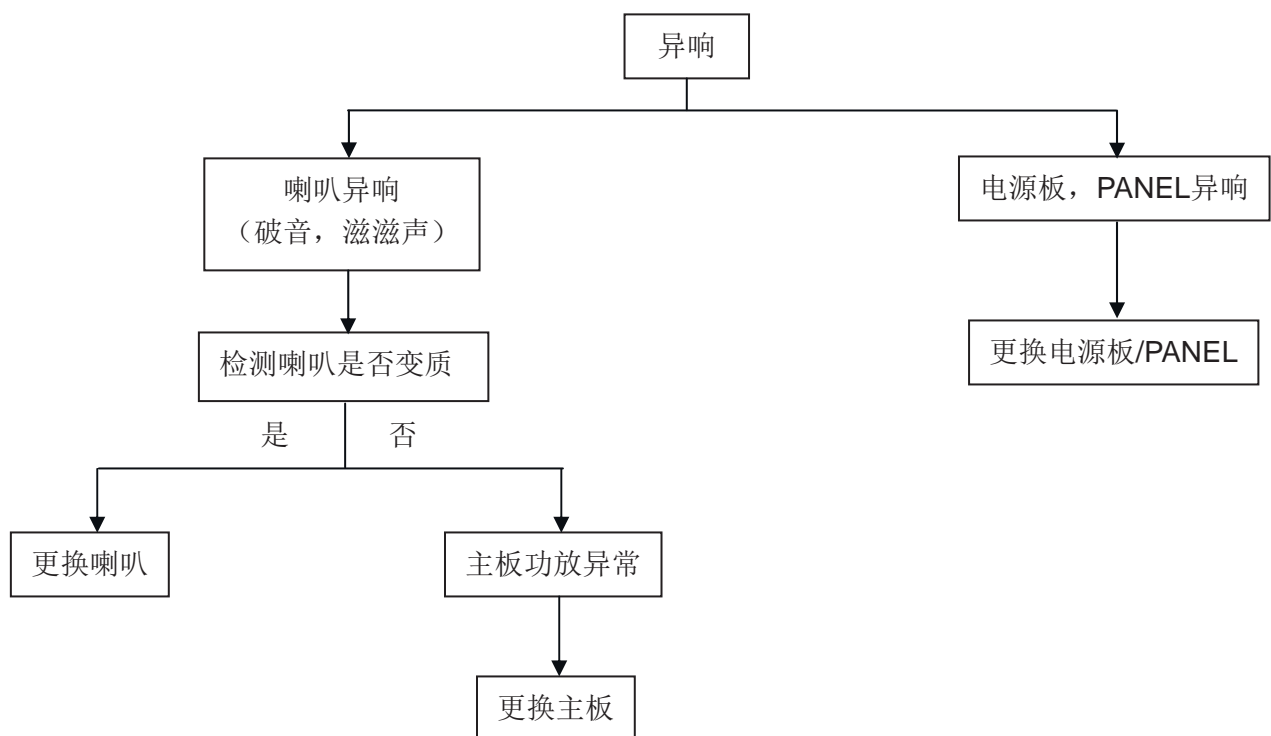 异响
喇叭异响
（破音，滋滋声）
电源板，PANEL异响
检测喇叭是否变质
更换电源板/PANEL
是
否
更换喇叭
主板功放异常
更换主板